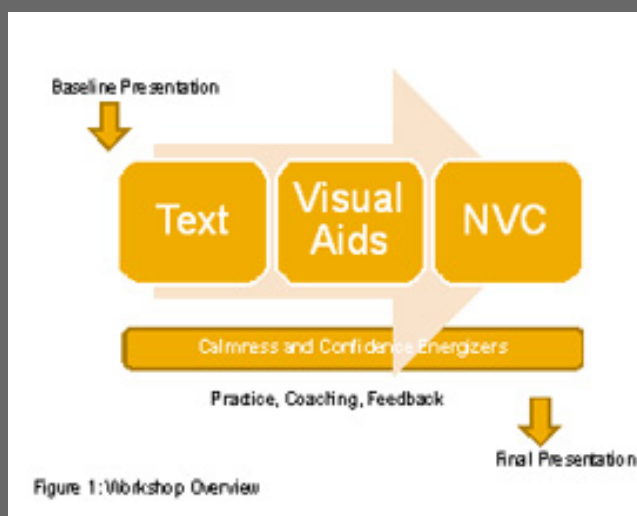 Baseline Presentation
Text
Visual
Aids
NVC
Calmness and Confidence Energizers
Practice, Coaching, Feedback
Final Presentation
Figure 1: Workshop Overview